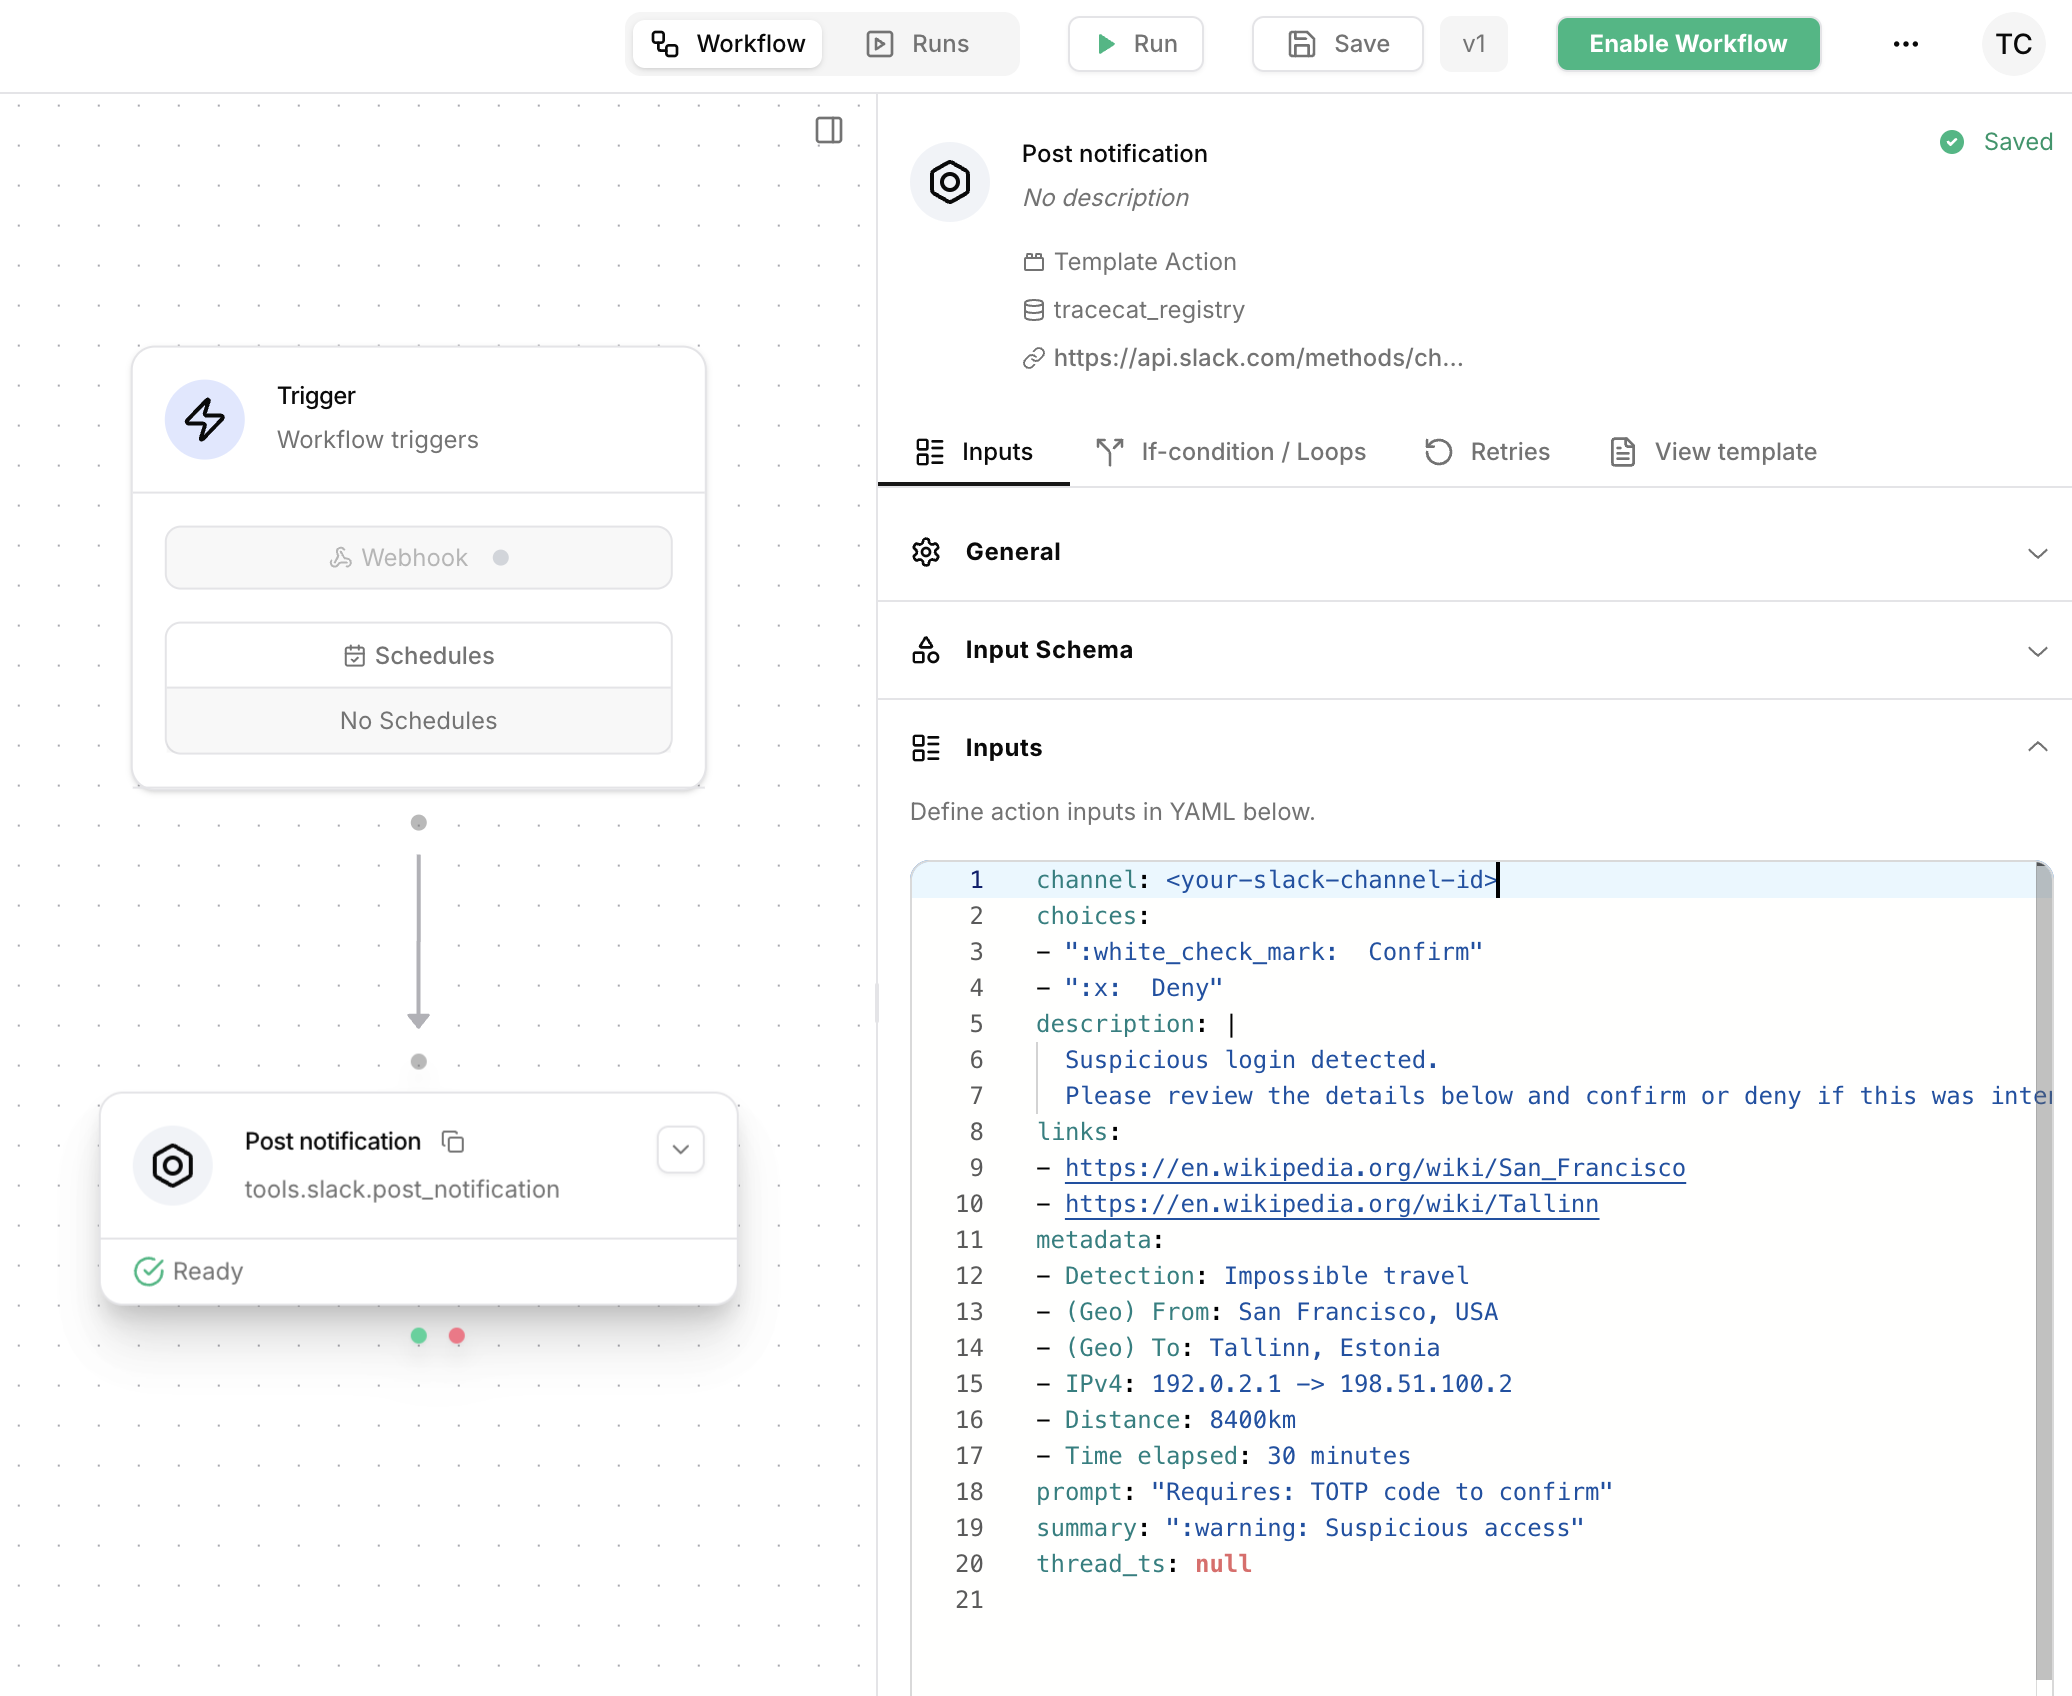 Workflow
Runs
Run
Save
v1
Enable Workflow
TC
Trigger
Workflow triggers
Webhook
Schedules
No Schedules
Post notification
tools.slack.post_notification
Ready
Post notification
No description
Saved
Template Action
tracecat_registry
https://api.slack.com/methods/ch...
Inputs
If-condition / Loops
Retries
View template
General
Input Schema
Inputs
Define action inputs in YAML below.
1 channel: <your-slack-channel-id>
2 choices:
3 - ":white_check_mark:  Confirm"
4 - ":x:  Deny"
5 description: |
6 Suspicious login detected.
7 Please review the details below and confirm or deny if this was inten
8 links:
9 - https://en.wikipedia.org/wiki/San_Francisco
10 - https://en.wikipedia.org/wiki/Tallinn
11 metadata:
12 - Detection: Impossible travel
13 - (Geo) From: San Francisco, USA
14 - (Geo) To: Tallinn, Estonia
15 - IPv4: 192.0.2.1 -> 198.51.100.2
16 - Distance: 8400km
17 - Time elapsed: 30 minutes
18 prompt: "Requires: TOTP code to confirm"
19 summary: ":warning: Suspicious access"
20 thread_ts: null
21